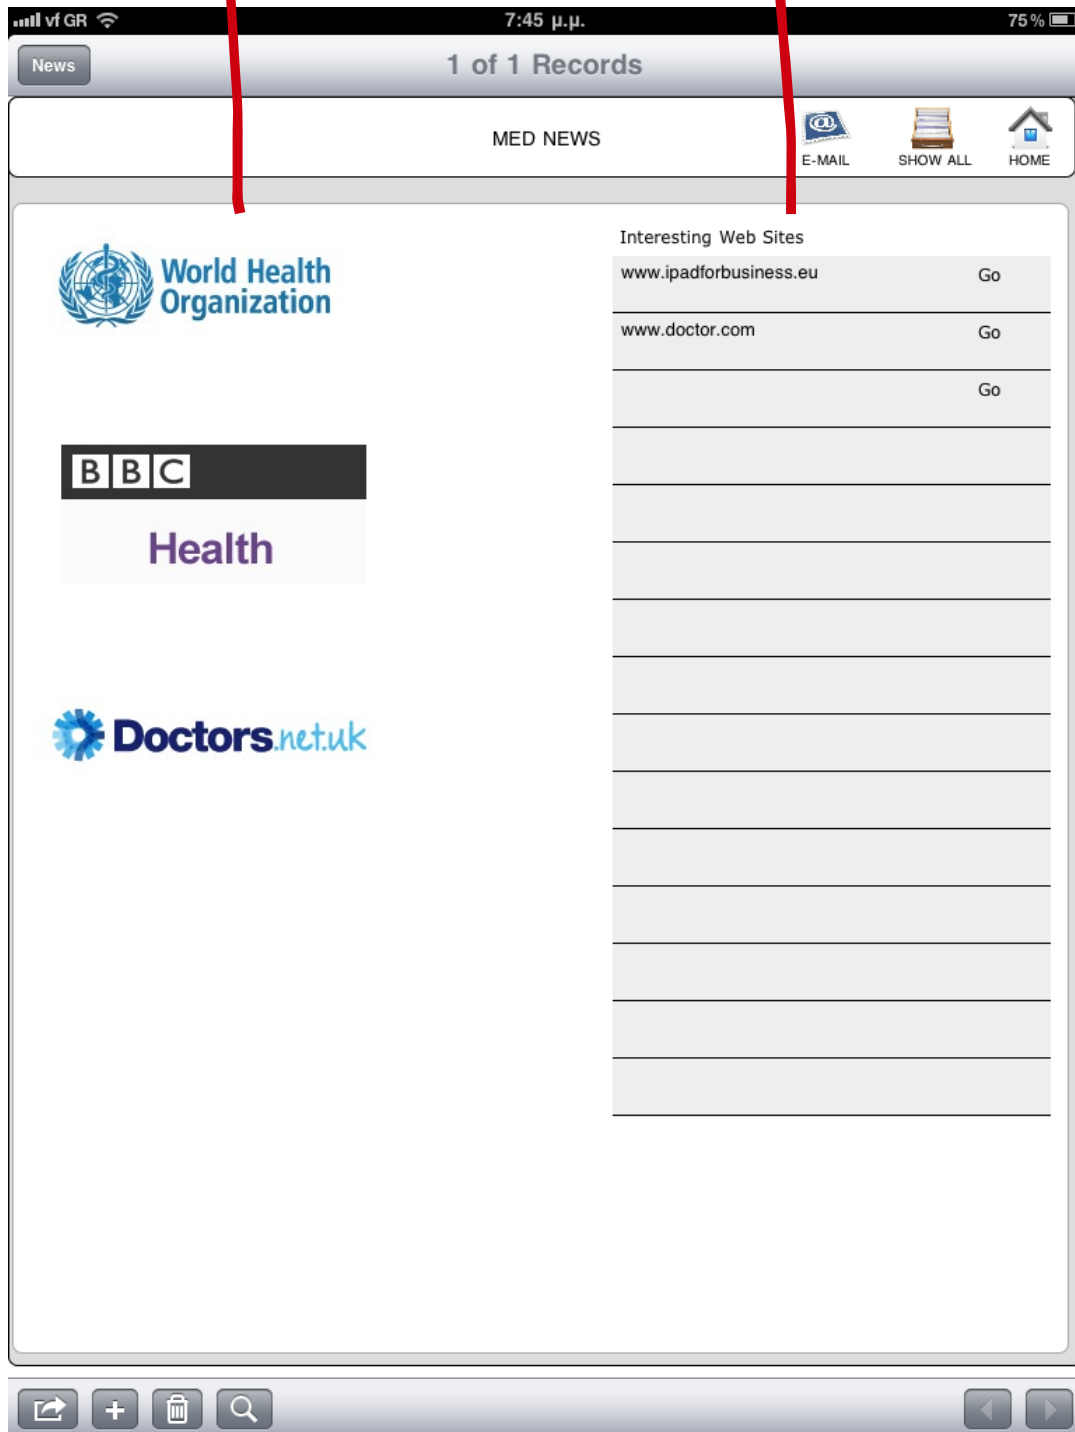 vf GR 7:45 μ.μ. 75%
News 1 of 1 Records
MED NEWS
E-MAIL SHOW ALL HOME
World Health
Organization
BBC
Health
Doctors.net.uk
Interesting Web Sites
www.ipadforbusiness.eu Go
www.doctor.com Go
Go